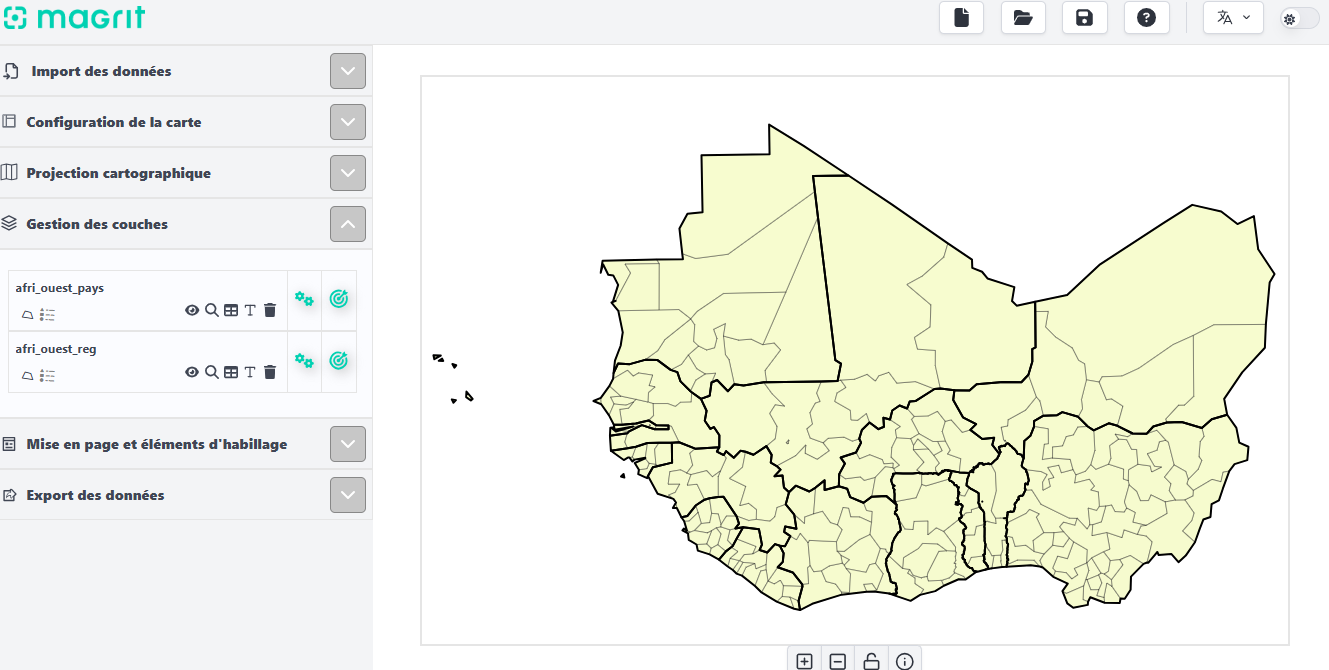 magrit
Import des données
Configuration de la carte
Projection cartographique
Gestion des couches
afri_ouest_pays
afri_ouest_reg
Mise en page et éléments d'habillage
Export des données